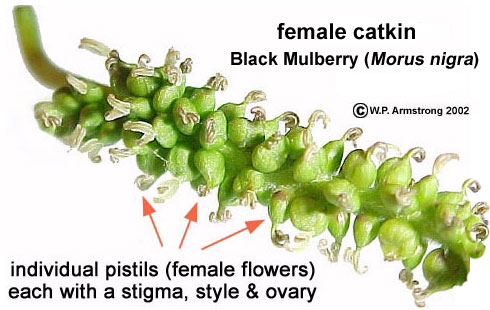 female catkin
Black Mulberry (Morus nigra)
©W.P. Armstrong 2002
individual pistils (female flowers)
each with a stigma, style & ovary